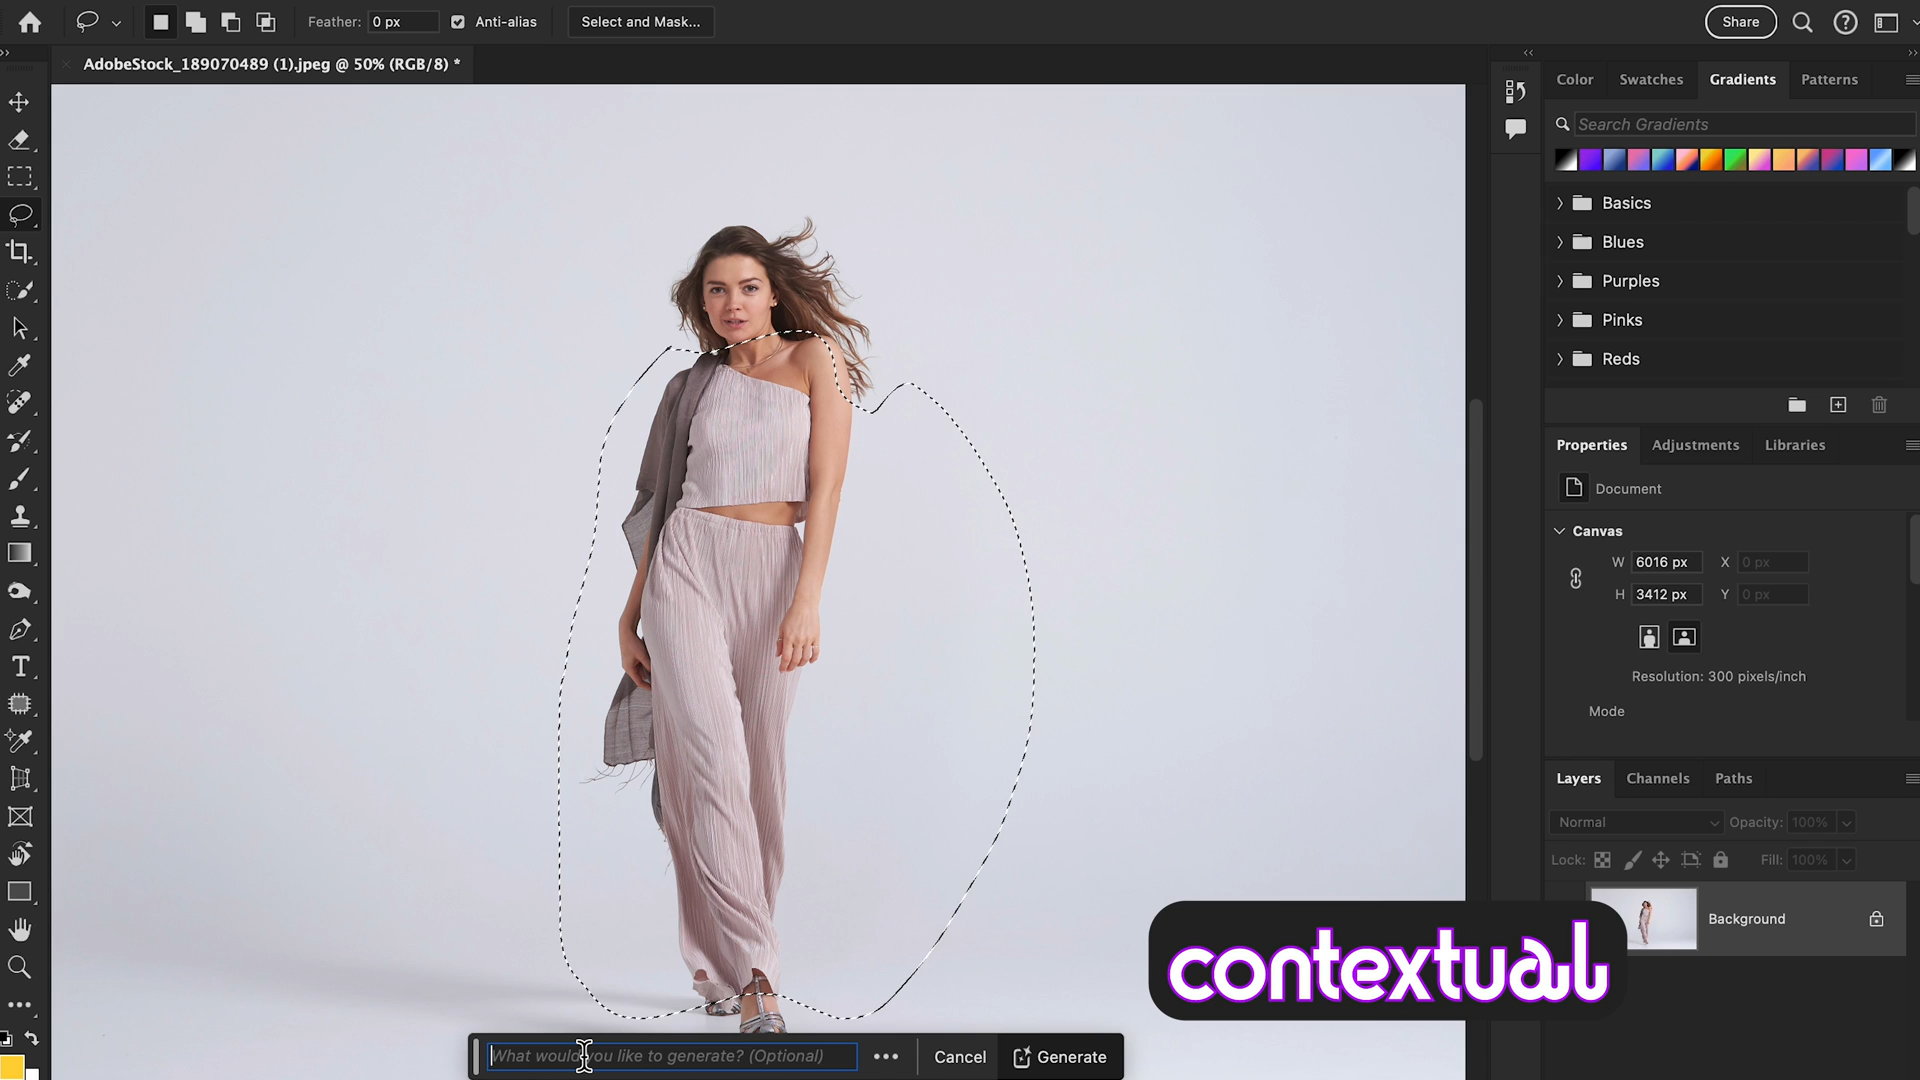 Feather: 0 px Anti-alias Select and Mask... Share
AdobeStock_189070489 (1).jpeg @ 50% (RGB/8) *
Color Swatches Gradients Patterns
Search Gradients
Basics
Blues
Purples
Pinks
Reds
Properties Adjustments Libraries
Document
Canvas
W 6016 px X 0 px
H 3412 px Y 0 px
Resolution: 300 pixels/inch
Mode
Layers Channels Paths
Normal Opacity: 100%
Lock: Fill: 100%
Background
contextual
What would you like to generate? (Optional) Cancel Generate